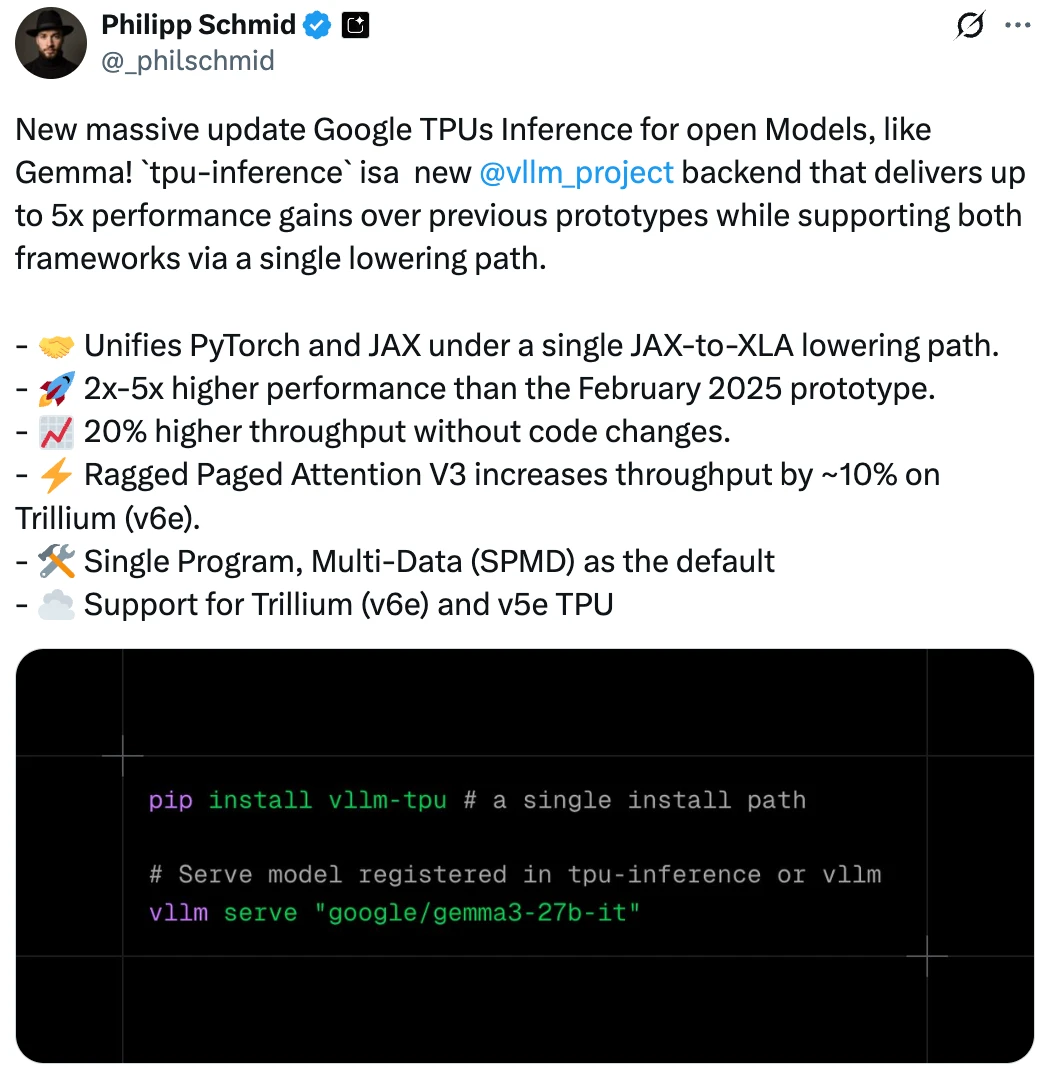 Philipp Schmid
@_philschmid
New massive update Google TPUs Inference for open Models, like
Gemma! `tpu-inference` isa  new @vllm_project backend that delivers up
to 5x performance gains over previous prototypes while supporting both
frameworks via a single lowering path.
- 🤝 Unifies PyTorch and JAX under a single JAX-to-XLA lowering path.
- 🚀 2x-5x higher performance than the February 2025 prototype.
- 📈 20% higher throughput without code changes.
- ⚡ Ragged Paged Attention V3 increases throughput by ~10% on
Trillium (v6e).
- 🛠️ Single Program, Multi-Data (SPMD) as the default
- ☁️ Support for Trillium (v6e) and v5e TPU
pip install vllm-tpu # a single install path
# Serve model registered in tpu-inference or vllm
vllm serve "google/gemma3-27b-it"